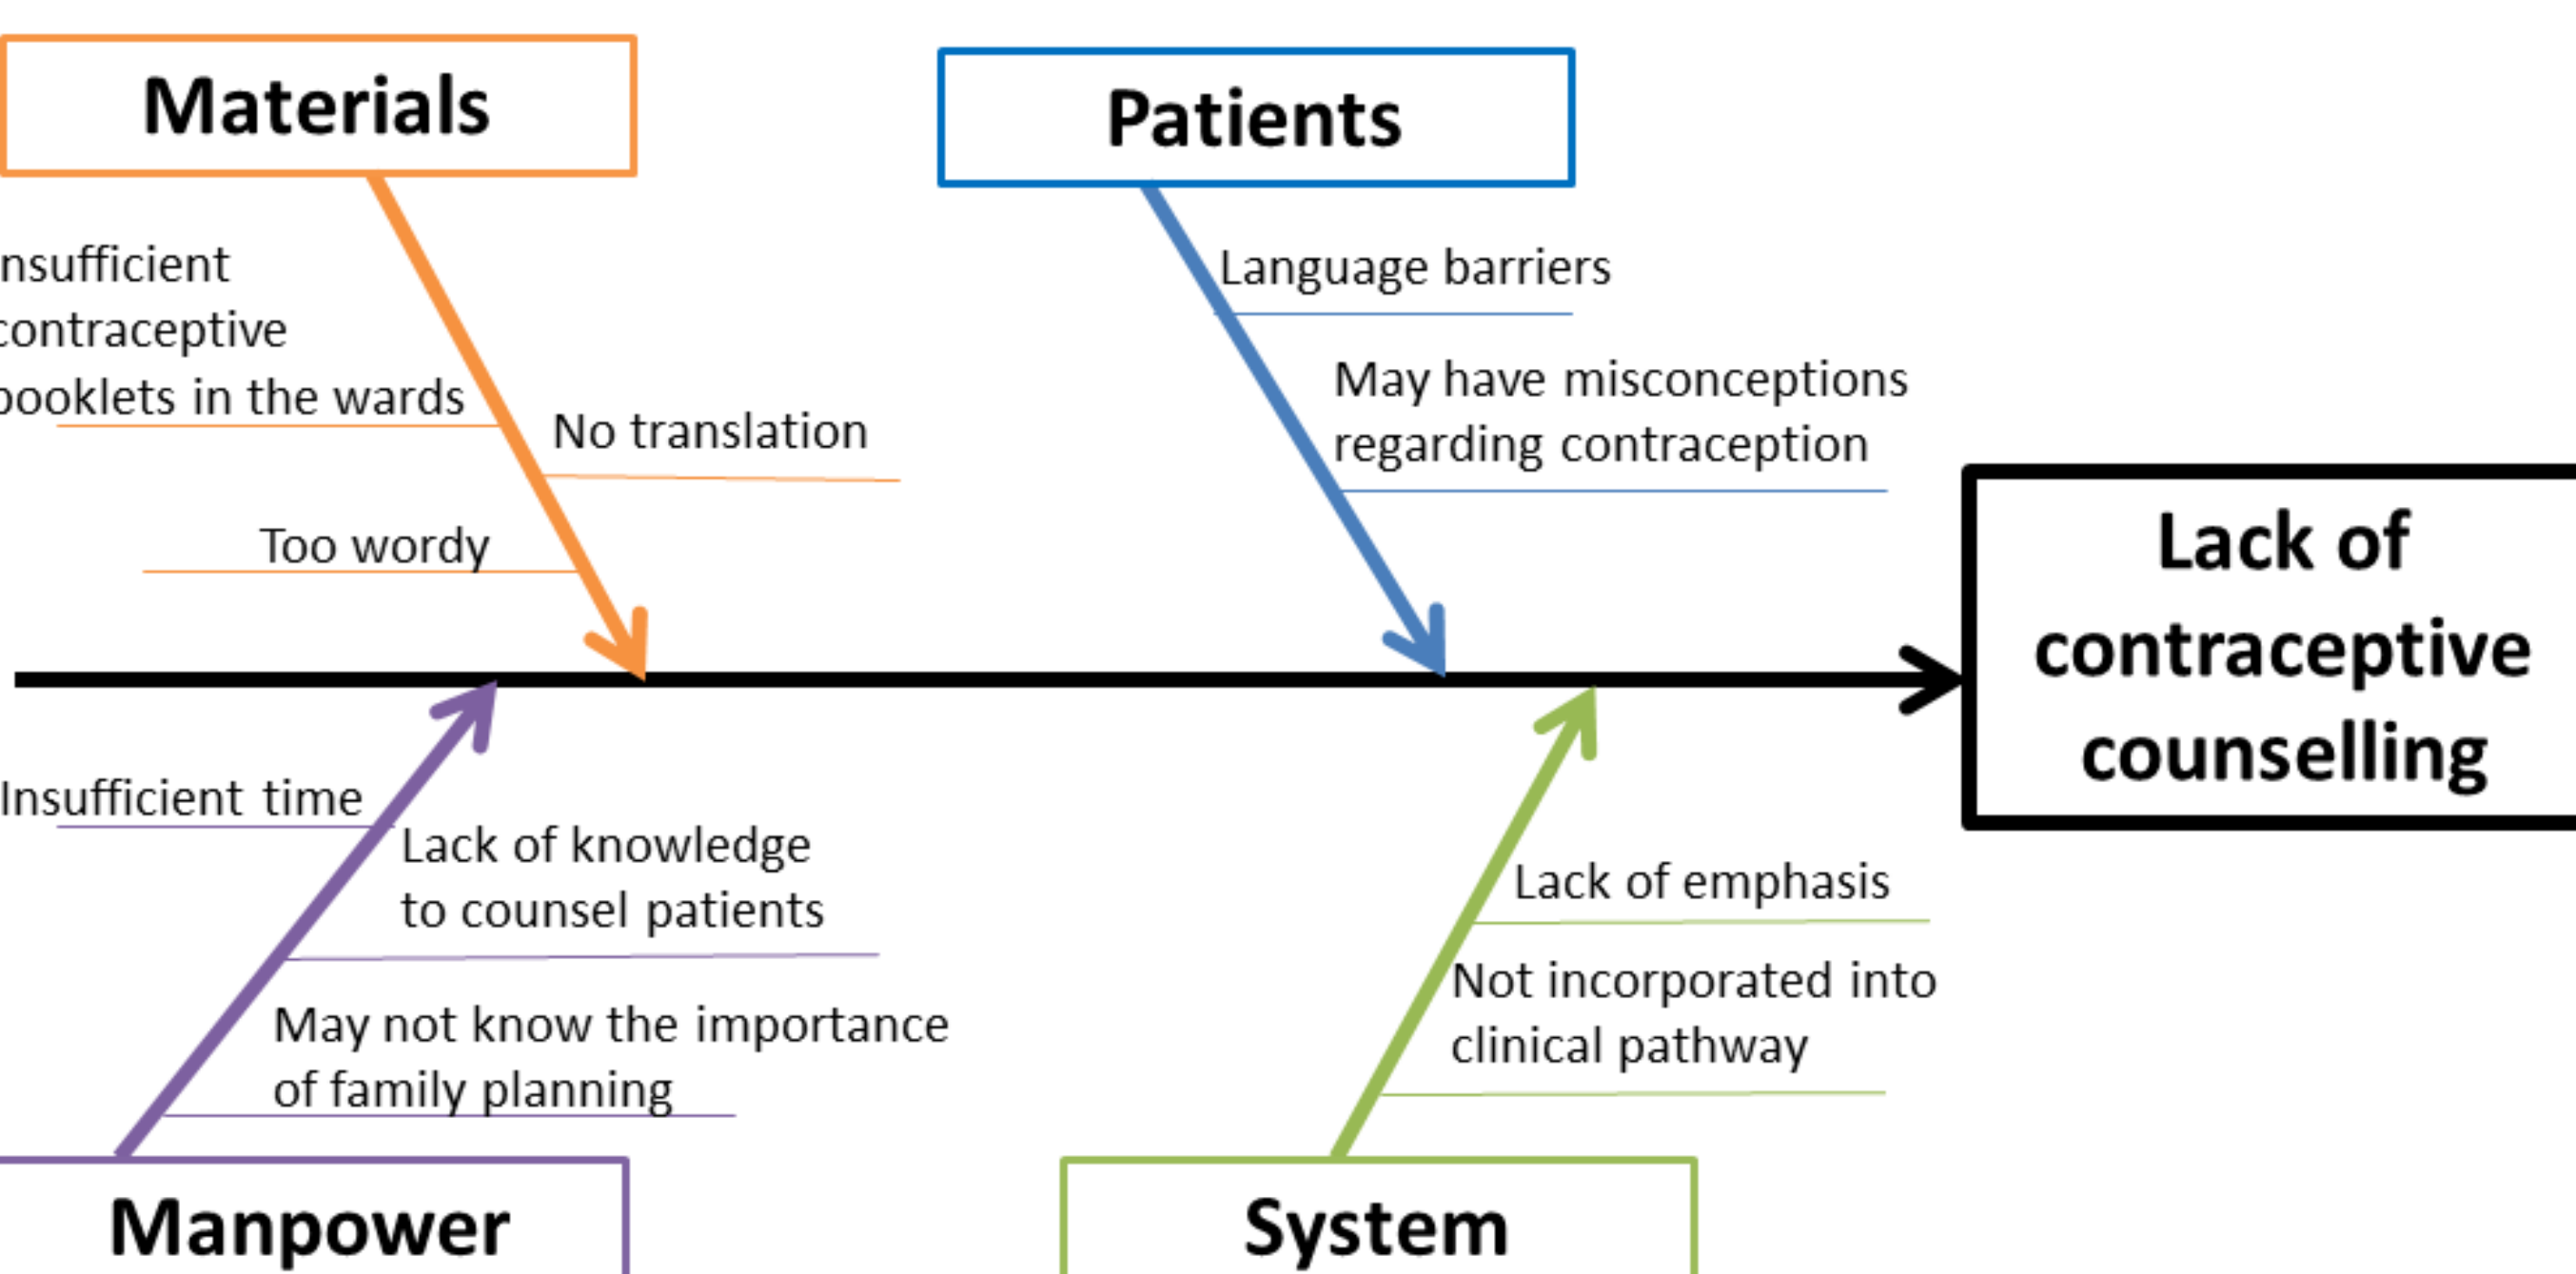 Materials
Patients
nsufficient
contraceptive
booklets in the wards
No translation
Too wordy
Language barriers
May have misconceptions
regarding contraception
Lack of
contraceptive
counselling
Insufficient time
Lack of knowledge
to counsel patients
May not know the importance
of family planning
Lack of emphasis
Not incorporated into
clinical pathway
Manpower
System